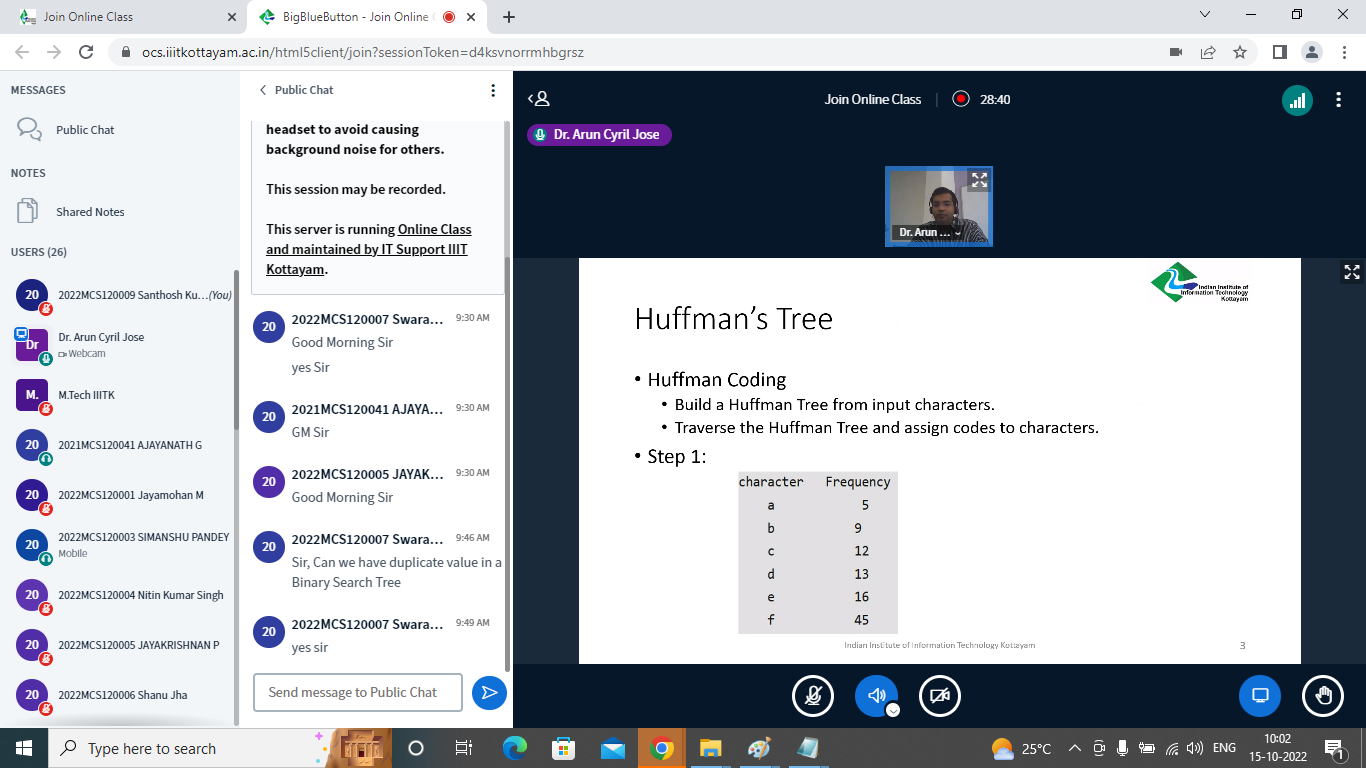 Join Online Class
BigBlueButton - Join Online
ocs.iiitkottayam.ac.in/html5client/join?sessionToken=d4ksvnorrmhbgrsz
MESSAGES
Public Chat
NOTES
Shared Notes
USERS (26)
20 2022MCS120009 Santhosh Ku...(You)
Dr Dr. Arun Cyril Jose
Webcam
M. M.Tech IIITK
20 2021MCS120041 AJAYANATH G
20 2022MCS120001 Jayamohan M
20 2022MCS120003 SIMANSHU PANDEY
Mobile
20 2022MCS120004 Nitin Kumar Singh
20 2022MCS120005 JAYAKRISHNAN P
20 2022MCS120006 Shanu Jha
Public Chat
headset to avoid causing
background noise for others.
This session may be recorded.
This server is running Online Class
and maintained by IT Support IIIT
Kottayam.
20 2022MCS120007 Swara... 9:30 AM
Good Morning Sir
yes Sir
20 2021MCS120041 AJAYA... 9:30 AM
GM Sir
20 2022MCS120005 JAYAK... 9:30 AM
Good Morning Sir
20 2022MCS120007 Swara... 9:46 AM
Sir, Can we have duplicate value in a
Binary Search Tree
20 2022MCS120007 Swara... 9:49 AM
yes sir
Send message to Public Chat
Join Online Class 28:40
Dr. Arun Cyril Jose
Dr. Arun ...
Indian Institute of
Information Technology
Kottayam
Huffman's Tree
• Huffman Coding
• Build a Huffman Tree from input characters.
• Traverse the Huffman Tree and assign codes to characters.
• Step 1:
character Frequency
a 5
b 9
c 12
d 13
e 16
f 45
Indian Institute of Information Technology Kottayam 3
Type here to search
25°C
ENG
10:02
15-10-2022
1